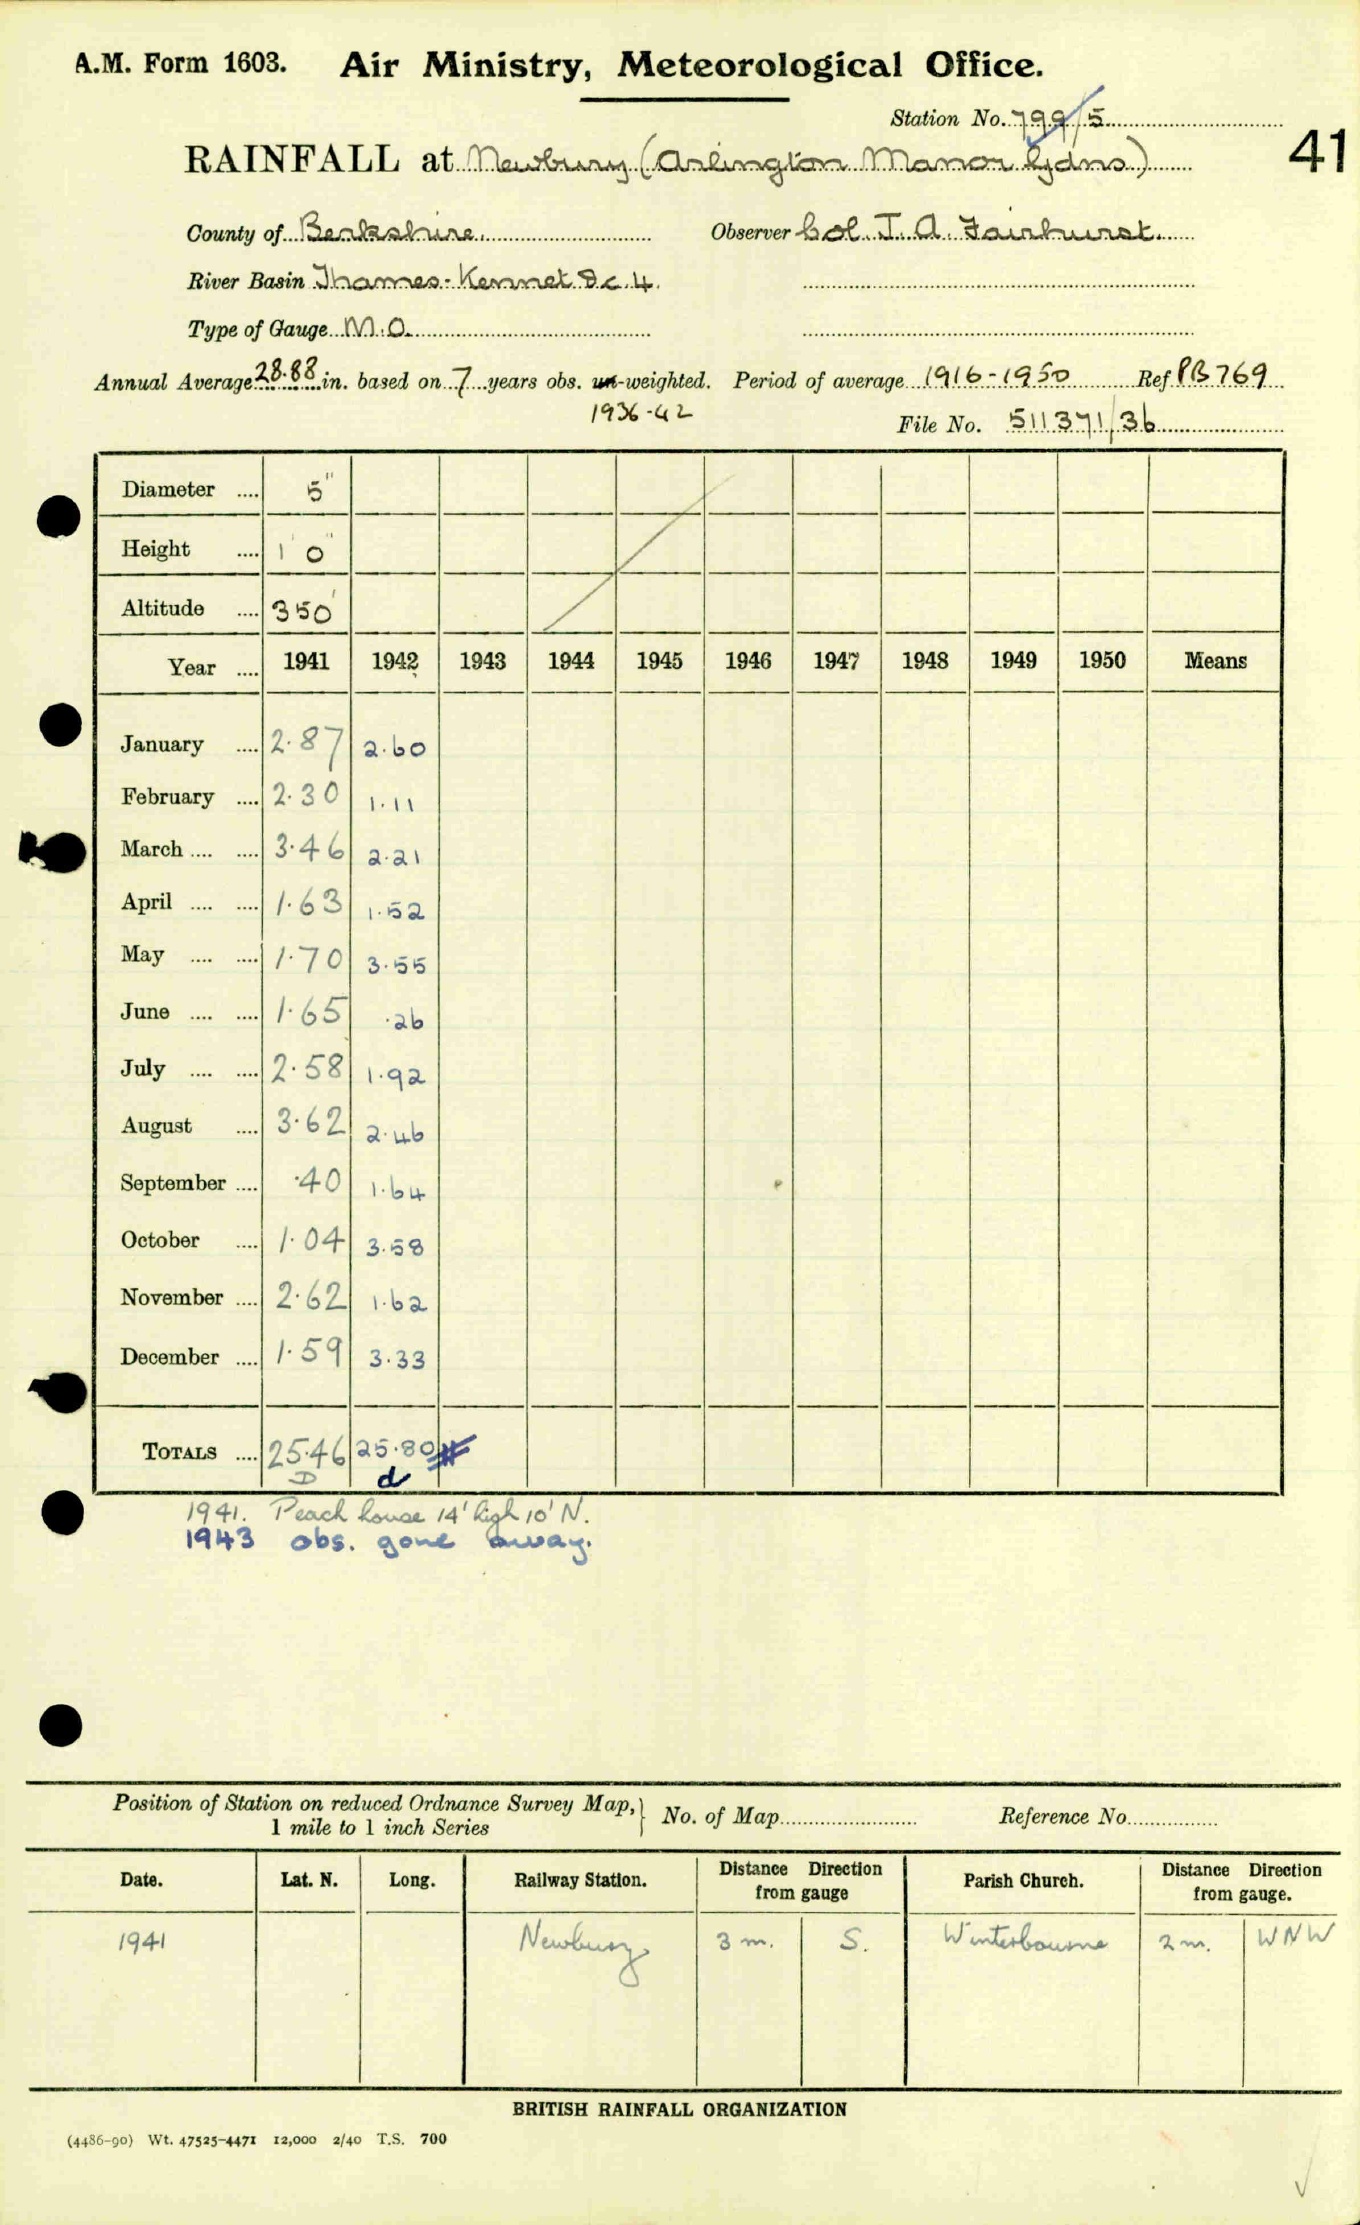 A.M. Form 1603. Air Ministry, Meteorological Office.
Station No. 799/5
41
RAINFALL at Newbury (Arlington Manor Gdns)
County of Berkshire. Observer Col. J. A. Fairhurst.
River Basin Thames-Kennet &c. 4.
Type of Gauge M.O.
Annual Average 28.88 in. based on 7 years obs. un-weighted. Period of average 1916-1950 Ref PB769
1936-42
File No. 511371/36
Diameter .... 5"
Height .... 1' 0"
Altitude .... 350'
Year .... 1941 1942 1943 1944 1945 1946 1947 1948 1949 1950 Means
January .... 2.87 2.60
February .... 2.30 1.11
March .... .... 3.46 2.21
April .... .... 1.63 1.52
May .... .... 1.70 3.55
June .... .... 1.65 .26
July .... .... 2.58 1.92
August .... 3.62 2.46
September .... .40 1.64
October .... 1.04 3.58
November .... 2.62 1.62
December .... 1.59 3.33
TOTALS .... 25.46 25.80
D d
1941. Peach house 14' high 10' N.
1943 obs. gone away.
Position of Station on reduced Ordnance Survey Map, } No. of Map Reference No.
1 mile to 1 inch Series
Date. Lat. N. Long. Railway Station. Distance Direction from gauge Parish Church. Distance Direction from gauge.
1941 Newbury 3 m. S. Winterbourne 2 m. WNW
BRITISH RAINFALL ORGANIZATION
(4486-90) Wt. 47525-4471 12,000 2/40 T.S. 700